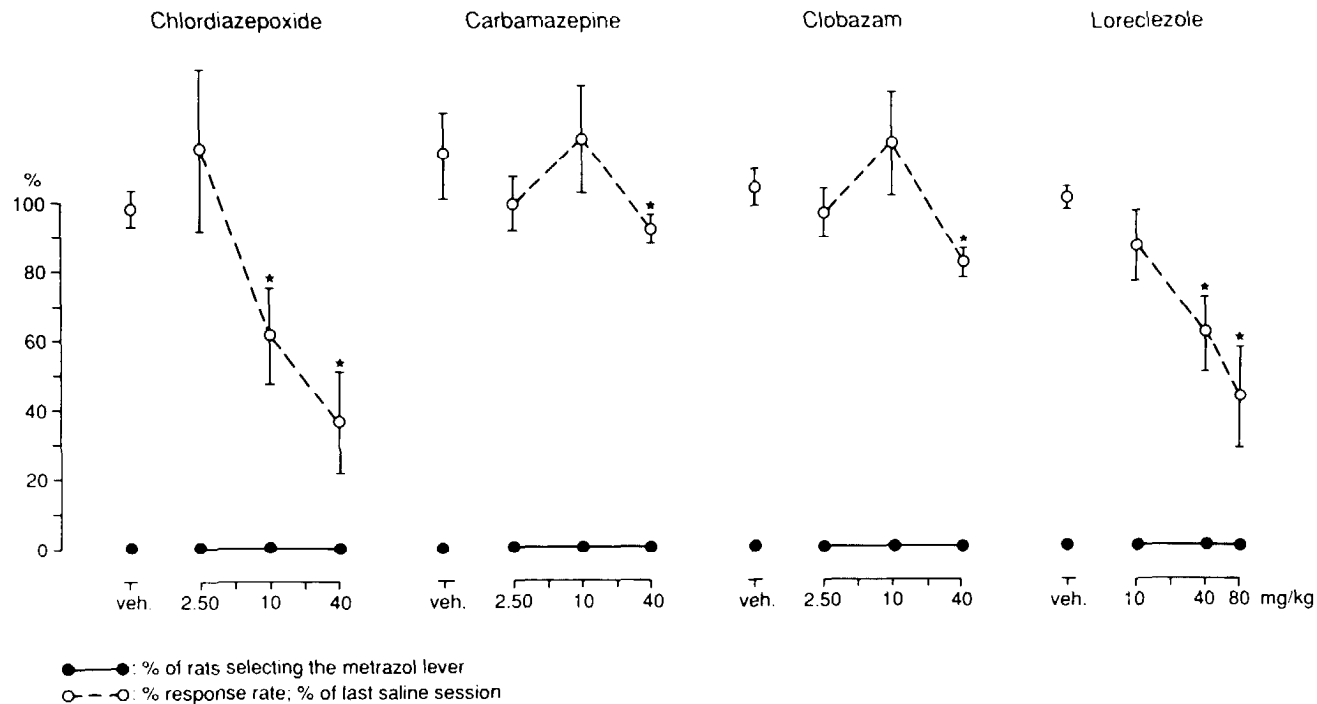 Chlordiazepoxide Carbamazepine Clobazam Loreclezole
%
100
80
60
40
20
0
★ ★ ★ ★ ★ ★
veh. 2.50 10 40 veh. 2.50 10 40 veh. 2.50 10 40 veh. 10 40 80 mg/kg
●—●: % of rats selecting the metrazol lever
○– –○: % response rate; % of last saline session